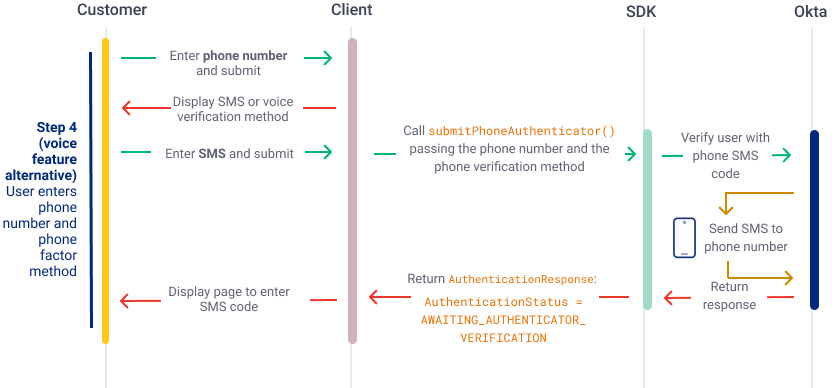 Customer
Client
SDK
Okta
Enter phone number
and submit
Display SMS or voice
verification method
Step 4
(voice
feature
alternative)
User enters
phone
number and
phone
factor
method
Enter SMS and submit
Call submitPhoneAuthenticator()
passing the phone number and the
phone verification method
Verify user with
phone SMS
code
Send SMS to
phone number
Return
response
Return AuthenticationResponse:
AuthenticationStatus =
AWAITING_AUTHENTICATOR_
VERIFICATION
Display page to enter
SMS code